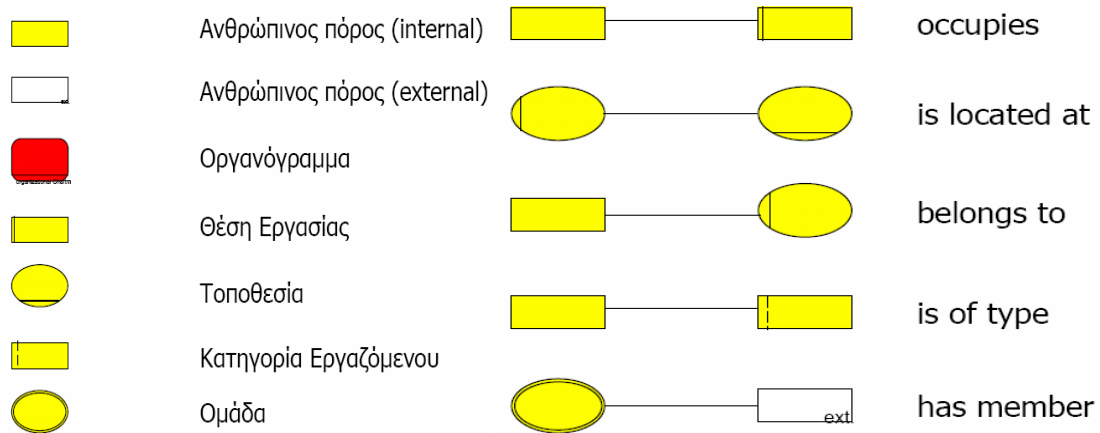 Ανθρώπινος πόρος (internal)
Ανθρώπινος πόρος (external)
Οργανόγραμμα
Θέση Εργασίας
Τοποθεσία
Κατηγορία Εργαζόμενου
Ομάδα
occupies
is located at
belongs to
is of type
ext
has member